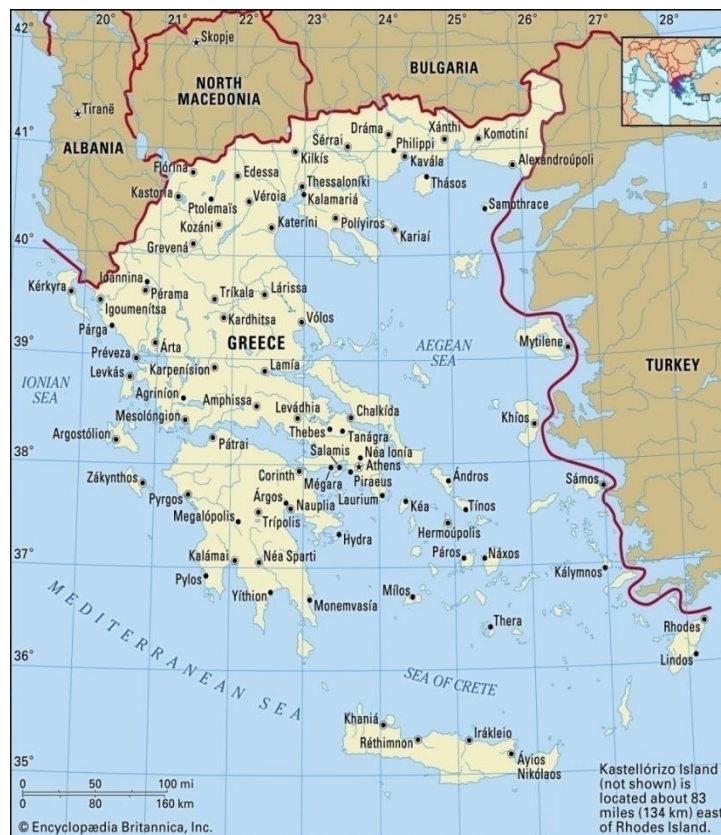 20°
21°
22°
23°
24°
25°
26°
27°
28
42°
41°
40°
39°
38°
37°
36°
35°
Skopje
NORTH
MACEDONIA
BULGARIA
Tiranë
ALBANIA
Dráma
Xánthi
Sérrai
Philippi
Komotiní
Kilkís
Kavála
Flórina
Edessa
Thessaloníki
Alexandroúpoli
Kastoria
Véroia
Kalamariá
Thásos
Ptolemaïs
Samothrace
Kozáni
Kateríni
Políyiros
Kariaí
Grevená
Ioánnina
Kérkyra
Pérama
Tríkala
Lárissa
Igoumenítsa
Kardhítsa
Vólos
Párga
GREECE
AEGEAN
SEA
Mytilene
Árta
Préveza
Karpenísion
Lamía
TURKEY
Levkás
IONIAN
SEA
Agriníon
Amphissa
Levádhia
Chalkída
Mesolóngion
Thebes
Tanágra
Khíos
Argostólion
Pátrai
Salamis
Néa Ionía
Athens
Corinth
Mégara
Piraeus
Ándros
Sámos
Zákynthos
Pyrgos
Árgos
Nauplia
Laurium
Kéa
Tínos
Megalópolis
Trípolis
Hermoúpolis
Hydra
Kalámai
Néa Sparti
Páros
Náxos
Kálymnos
Pylos
Yíthion
Monemvasía
Mílos
Thera
Rhodes
Lindos
MEDITERRANEAN SEA
SEA OF CRETE
Khaniá
Réthimnon
Irákleio
Áyios
Nikólaos
Kastellórizo Island
(not shown) is
located about 83
miles (134 km) east
of Rhodes Island.
0 50 100 mi
0 80 160 km
© Encyclopædia Britannica, Inc.